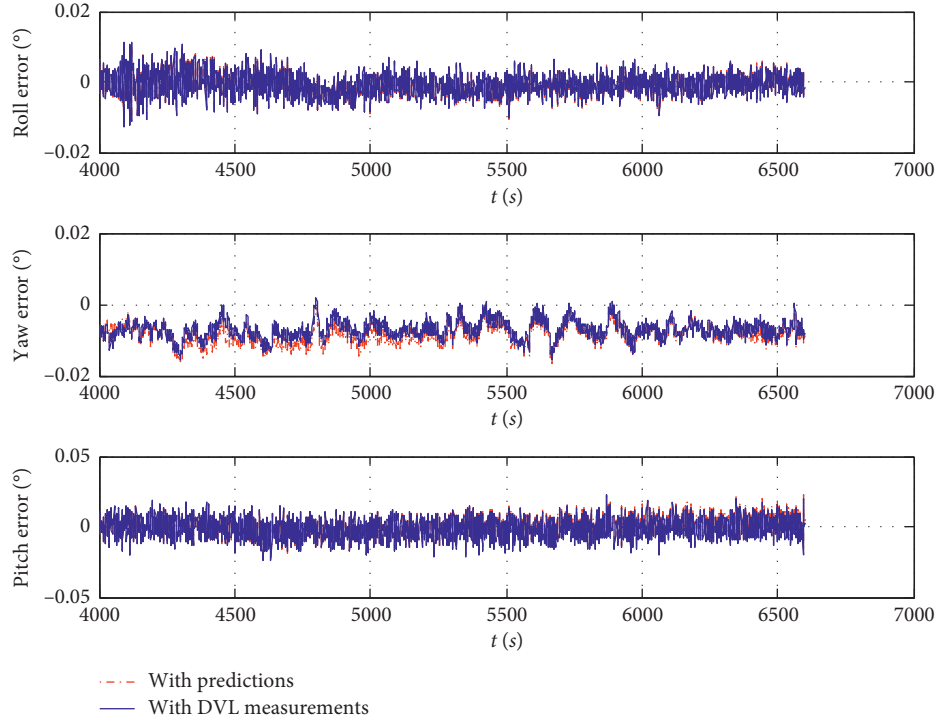 0.02
0
−0.02
Roll error (°)
4000 4500 5000 5500 6000 6500 7000
t (s)
0.02
0
−0.02
Yaw error (°)
4000 4500 5000 5500 6000 6500 7000
t (s)
0.05
0
−0.05
Pitch error (°)
4000 4500 5000 5500 6000 6500 7000
t (s)
With predictions
With DVL measurements